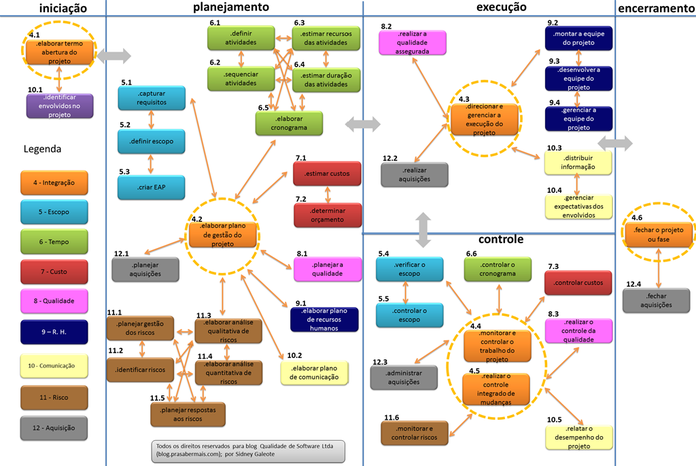 iniciação
planejamento
execução
encerramento
4.1
.elaborar termo
abertura do
projeto
10.1
.identificar
envolvidos no
projeto
Legenda
4 - Integração
5 - Escopo
6 - Tempo
7 - Custo
8 - Qualidade
9 – R. H.
10 - Comunicação
11 - Risco
12 - Aquisição
5.1
.capturar
requisitos
5.2
.definir escopo
5.3
.criar EAP
6.1
.definir
atividades
6.2
.sequenciar
atividades
6.3
.estimar recursos
das atividades
6.4
.estimar duração
das atividades
6.5
.elaborar
cronograma
7.1
.estimar custos
7.2
.determinar
orçamento
4.2
.elaborar plano
de gestão do
projeto
12.1
.planejar
aquisições
8.1
.planejar a
qualidade
9.1
.elaborar plano
de recursos
humanos
10.2
.elaborar plano
de comunicação
11.1
.planejar gestão
dos riscos
11.2
.identificar riscos
11.3
.elaborar análise
qualitativa de
riscos
11.4
.elaborar análise
quantitativa de
riscos
11.5
.planejar respostas
aos riscos
Todos os direitos reservados para blog Qualidade de Software Ltda
(blog.prasabermais.com); por Sidney Galeote
8.2
.realizar a
qualidade
assegurada
4.3
.direcionar e
gerenciar a
execução do
projeto
12.2
.realizar
aquisições
9.2
.montar a equipe
do projeto
9.3
.desenvolver a
equipe do projeto
9.4
.gerenciar a
equipe do projeto
10.3
.distribuir
informação
10.4
.gerenciar
expectativas dos
envolvidos
controle
5.4
.verificar o
escopo
5.5
.controlar o
escopo
6.6
.controlar o
cronograma
7.3
.controlar custos
4.4
.monitorar e
controlar o
trabalho do
projeto
4.5
.realizar o
controle
integrado de
mudanças
8.3
.realizar o
controle da
qualidade
12.3
.administrar
aquisições
11.6
.monitorar e
controlar riscos
10.5
.relatar o
desempenho do
projeto
4.6
.fechar o projeto
ou fase
12.4
.fechar
aquisições